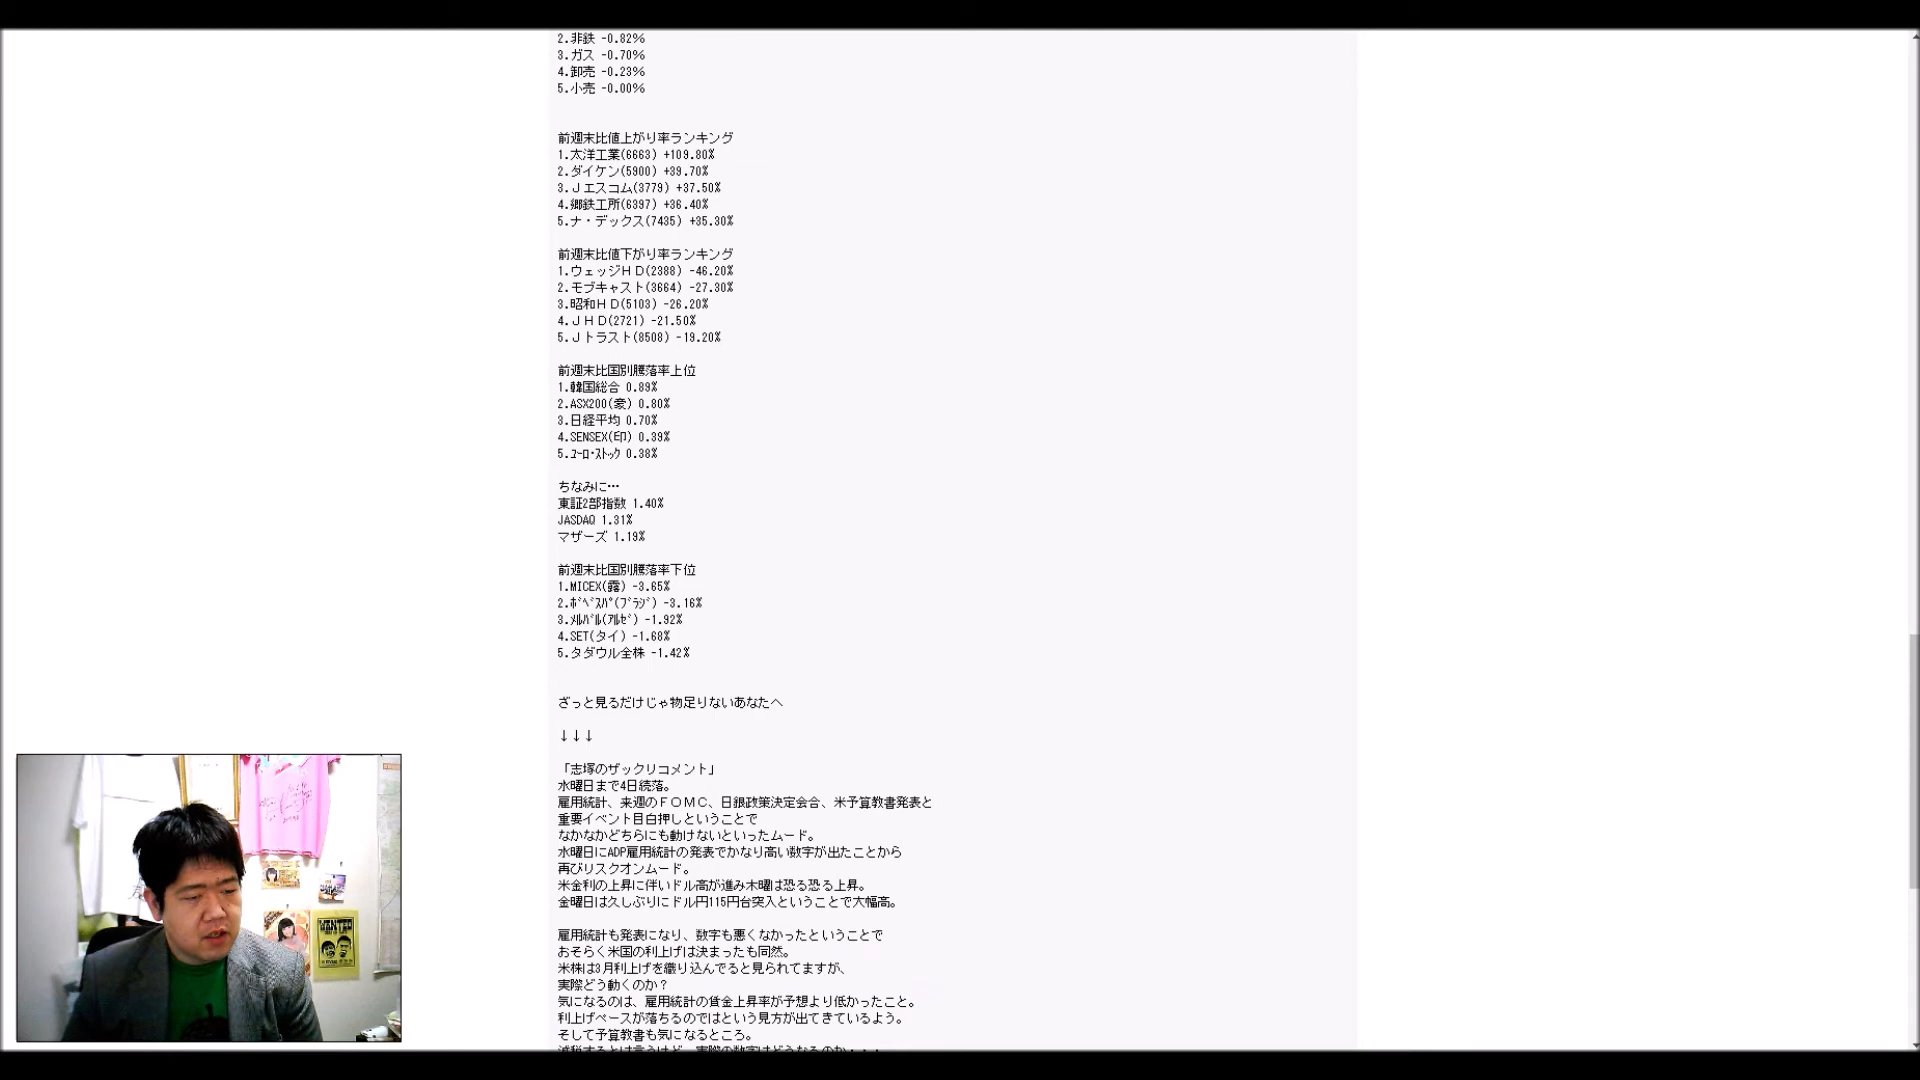 2.非鉄 -0.82%
3.ガス -0.70%
4.卸売 -0.23%
5.小売 -0.00%
前週末比値上がり率ランキング
1.太洋工業(6663) +109.80%
2.ダイケン(5900) +39.70%
3.Ｊエスコム(3779) +37.50%
4.郷鉄工所(6397) +36.40%
5.ナ・デックス(7435) +35.30%
前週末比値下がり率ランキング
1.ウェッジＨＤ(2388) -46.20%
2.モブキャスト(3664) -27.30%
3.昭和ＨＤ(5103) -26.20%
4.ＪＨＤ(2721) -21.50%
5.Ｊトラスト(8508) -19.20%
前週末比国別騰落率上位
1.韓国総合 0.89%
2.ASX200(豪) 0.80%
3.日経平均 0.70%
4.SENSEX(印) 0.39%
5.ﾕｰﾛ･ｽﾄｯｸ 0.38%
ちなみに…
東証2部指数 1.40%
JASDAQ 1.31%
マザーズ 1.19%
前週末比国別騰落率下位
1.MICEX(露) -3.65%
2.ﾎﾞﾍﾞｽﾊﾟ(ﾌﾞﾗｼﾞ) -3.16%
3.ﾒﾙﾊﾞﾙ(ｱﾙｾﾞ) -1.92%
4.SET(タイ) -1.68%
5.タダウル全株 -1.42%
ざっと見るだけじゃ物足りないあなたへ
↓↓↓
「志塚のザックリコメント」
水曜日まで4日続落。
雇用統計、来週のＦＯＭＣ、日銀政策決定会合、米予算教書発表と
重要イベント目白押しということで
なかなかどちらにも動けないといったムード。
水曜日にADP雇用統計の発表でかなり高い数字が出たことから
再びリスクオンムード。
米金利の上昇に伴いドル高が進み木曜は恐る恐る上昇。
金曜日は久しぶりにドル円115円台突入ということで大幅高。
雇用統計も発表になり、数字も悪くなかったということで
おそらく米国の利上げは決まったも同然。
米株は3月利上げを織り込んでると見られてますが、
実際どう動くのか？
気になるのは、雇用統計の賃金上昇率が予想より低かったこと。
利上げペースが落ちるのではという見方が出てきているよう。
そして予算教書も気になるところ。
減税するとは言うけど、実際の数字はどうなるのか・・・
WANTED